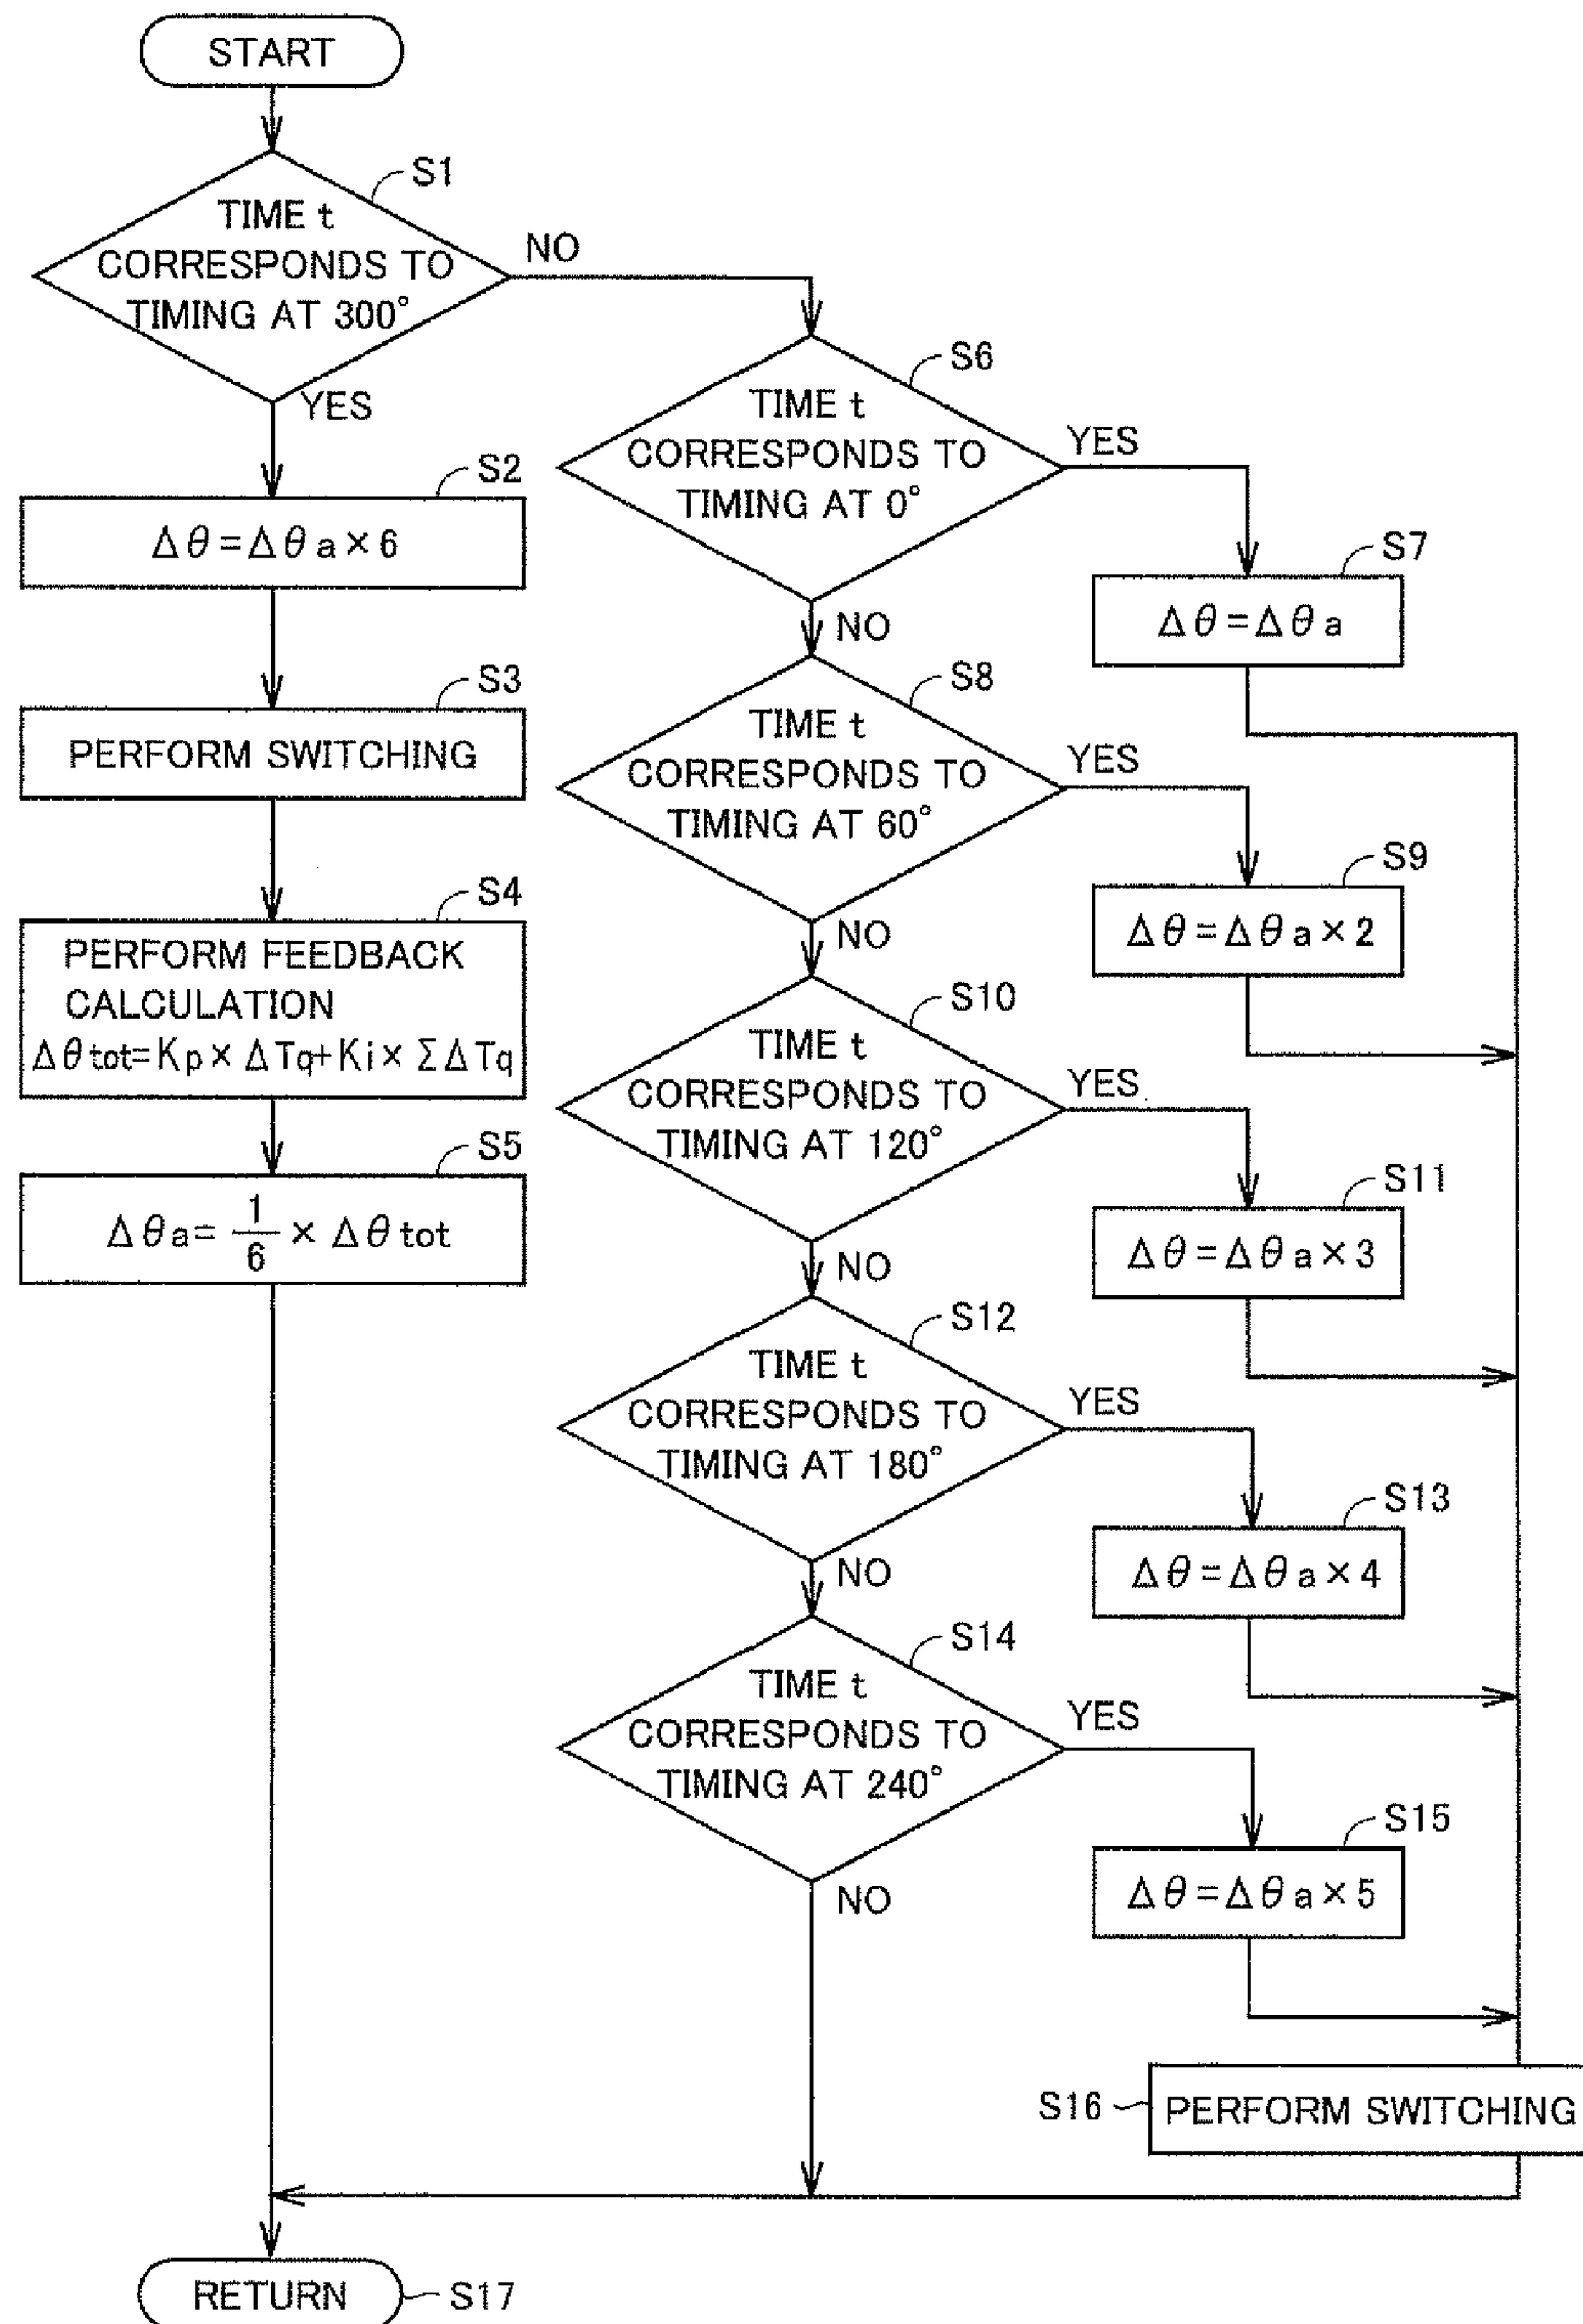 START
S1
TIME t
CORRESPONDS TO
TIMING AT 300°
NO
YES
S2
Δθ=Δθa×6
S3
PERFORM SWITCHING
S4
PERFORM FEEDBACK
CALCULATION
Δθtot=Kp×ΔTq+Ki×ΣΔTq
S5
Δθa= 1/6 × Δθtot
S6
TIME t
CORRESPONDS TO
TIMING AT 0°
YES
NO
S7
Δθ=Δθa
S8
TIME t
CORRESPONDS TO
TIMING AT 60°
YES
NO
S9
Δθ=Δθa×2
S10
TIME t
CORRESPONDS TO
TIMING AT 120°
YES
NO
S11
Δθ=Δθa×3
S12
TIME t
CORRESPONDS TO
TIMING AT 180°
YES
NO
S13
Δθ=Δθa×4
S14
TIME t
CORRESPONDS TO
TIMING AT 240°
YES
NO
S15
Δθ=Δθa×5
S16
PERFORM SWITCHING
RETURN
S17